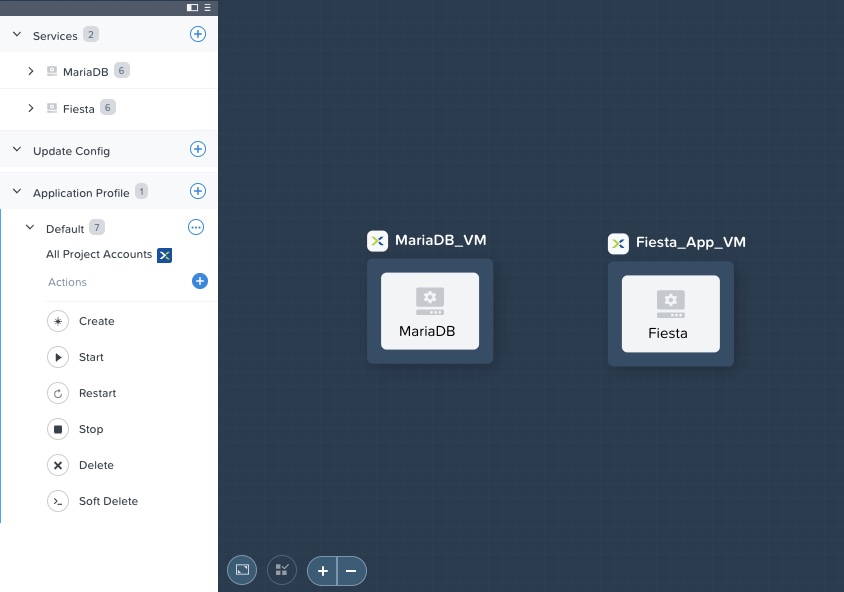 Services 2
MariaDB 6
Fiesta 6
Update Config
Application Profile 1
Default 7
All Project Accounts
Actions
Create
Start
Restart
Stop
Delete
Soft Delete
MariaDB_VM
MariaDB
Fiesta_App_VM
Fiesta